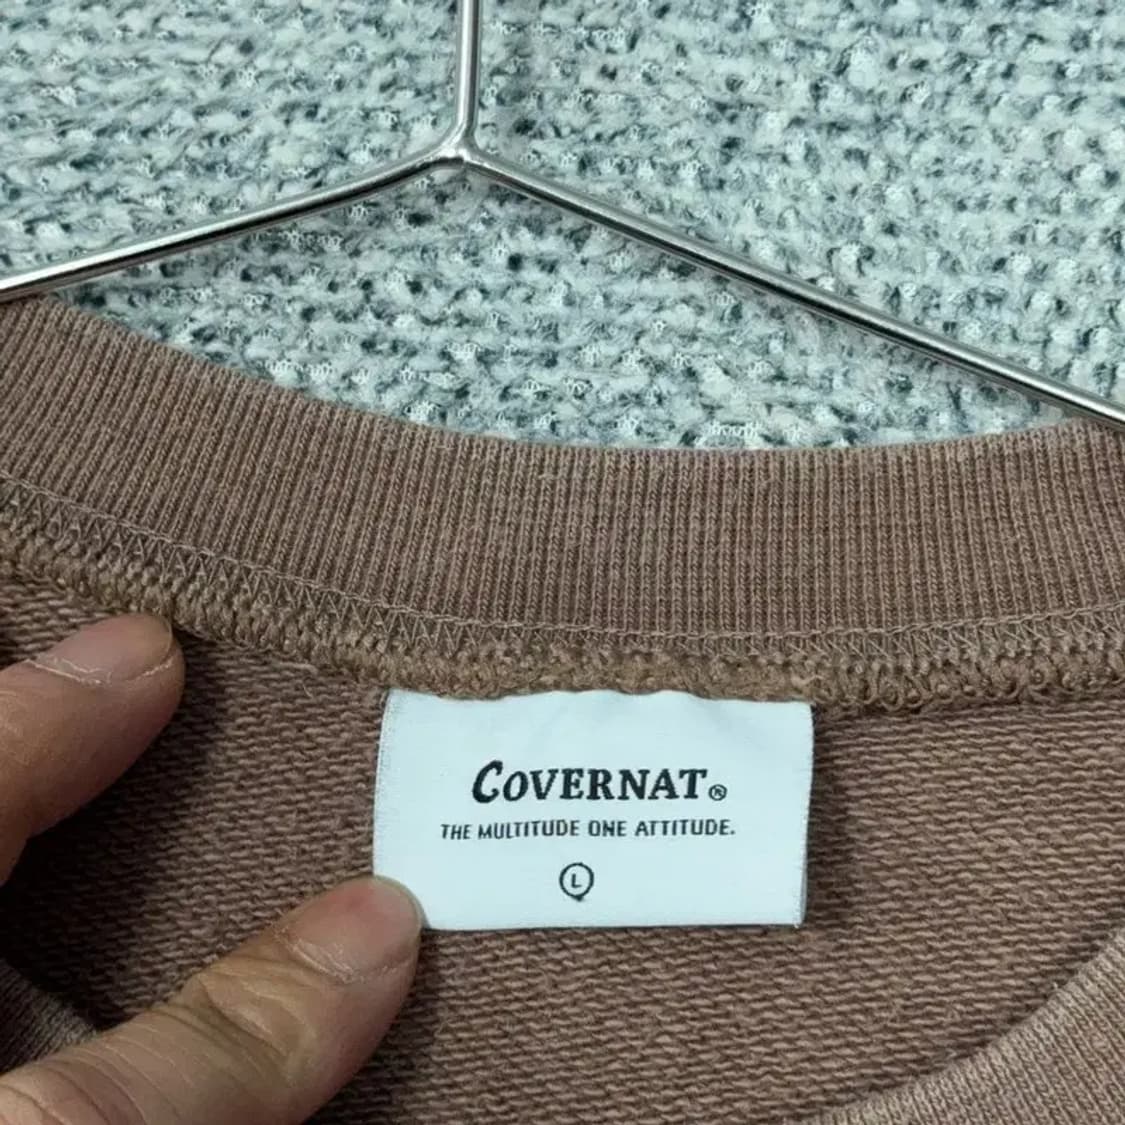 COVERNAT®
THE MULTITUDE ONE ATTITUDE.
L